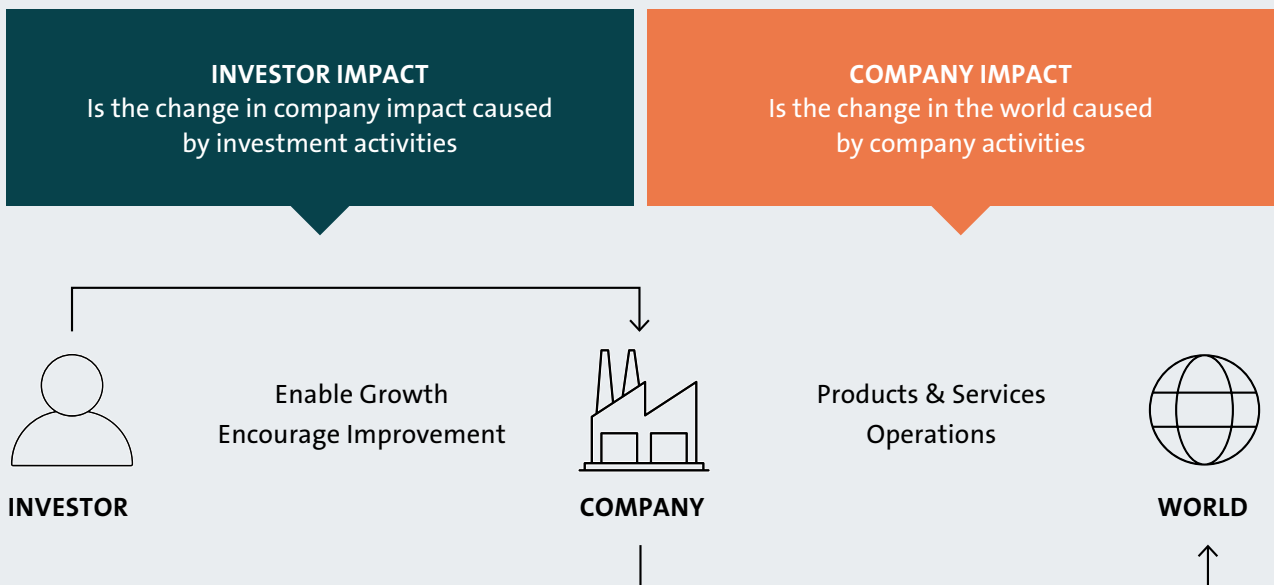 INVESTOR IMPACT
Is the change in company impact caused
by investment activities
COMPANY IMPACT
Is the change in the world caused
by company activities
Enable Growth
Encourage Improvement
Products & Services
Operations
INVESTOR
COMPANY
WORLD